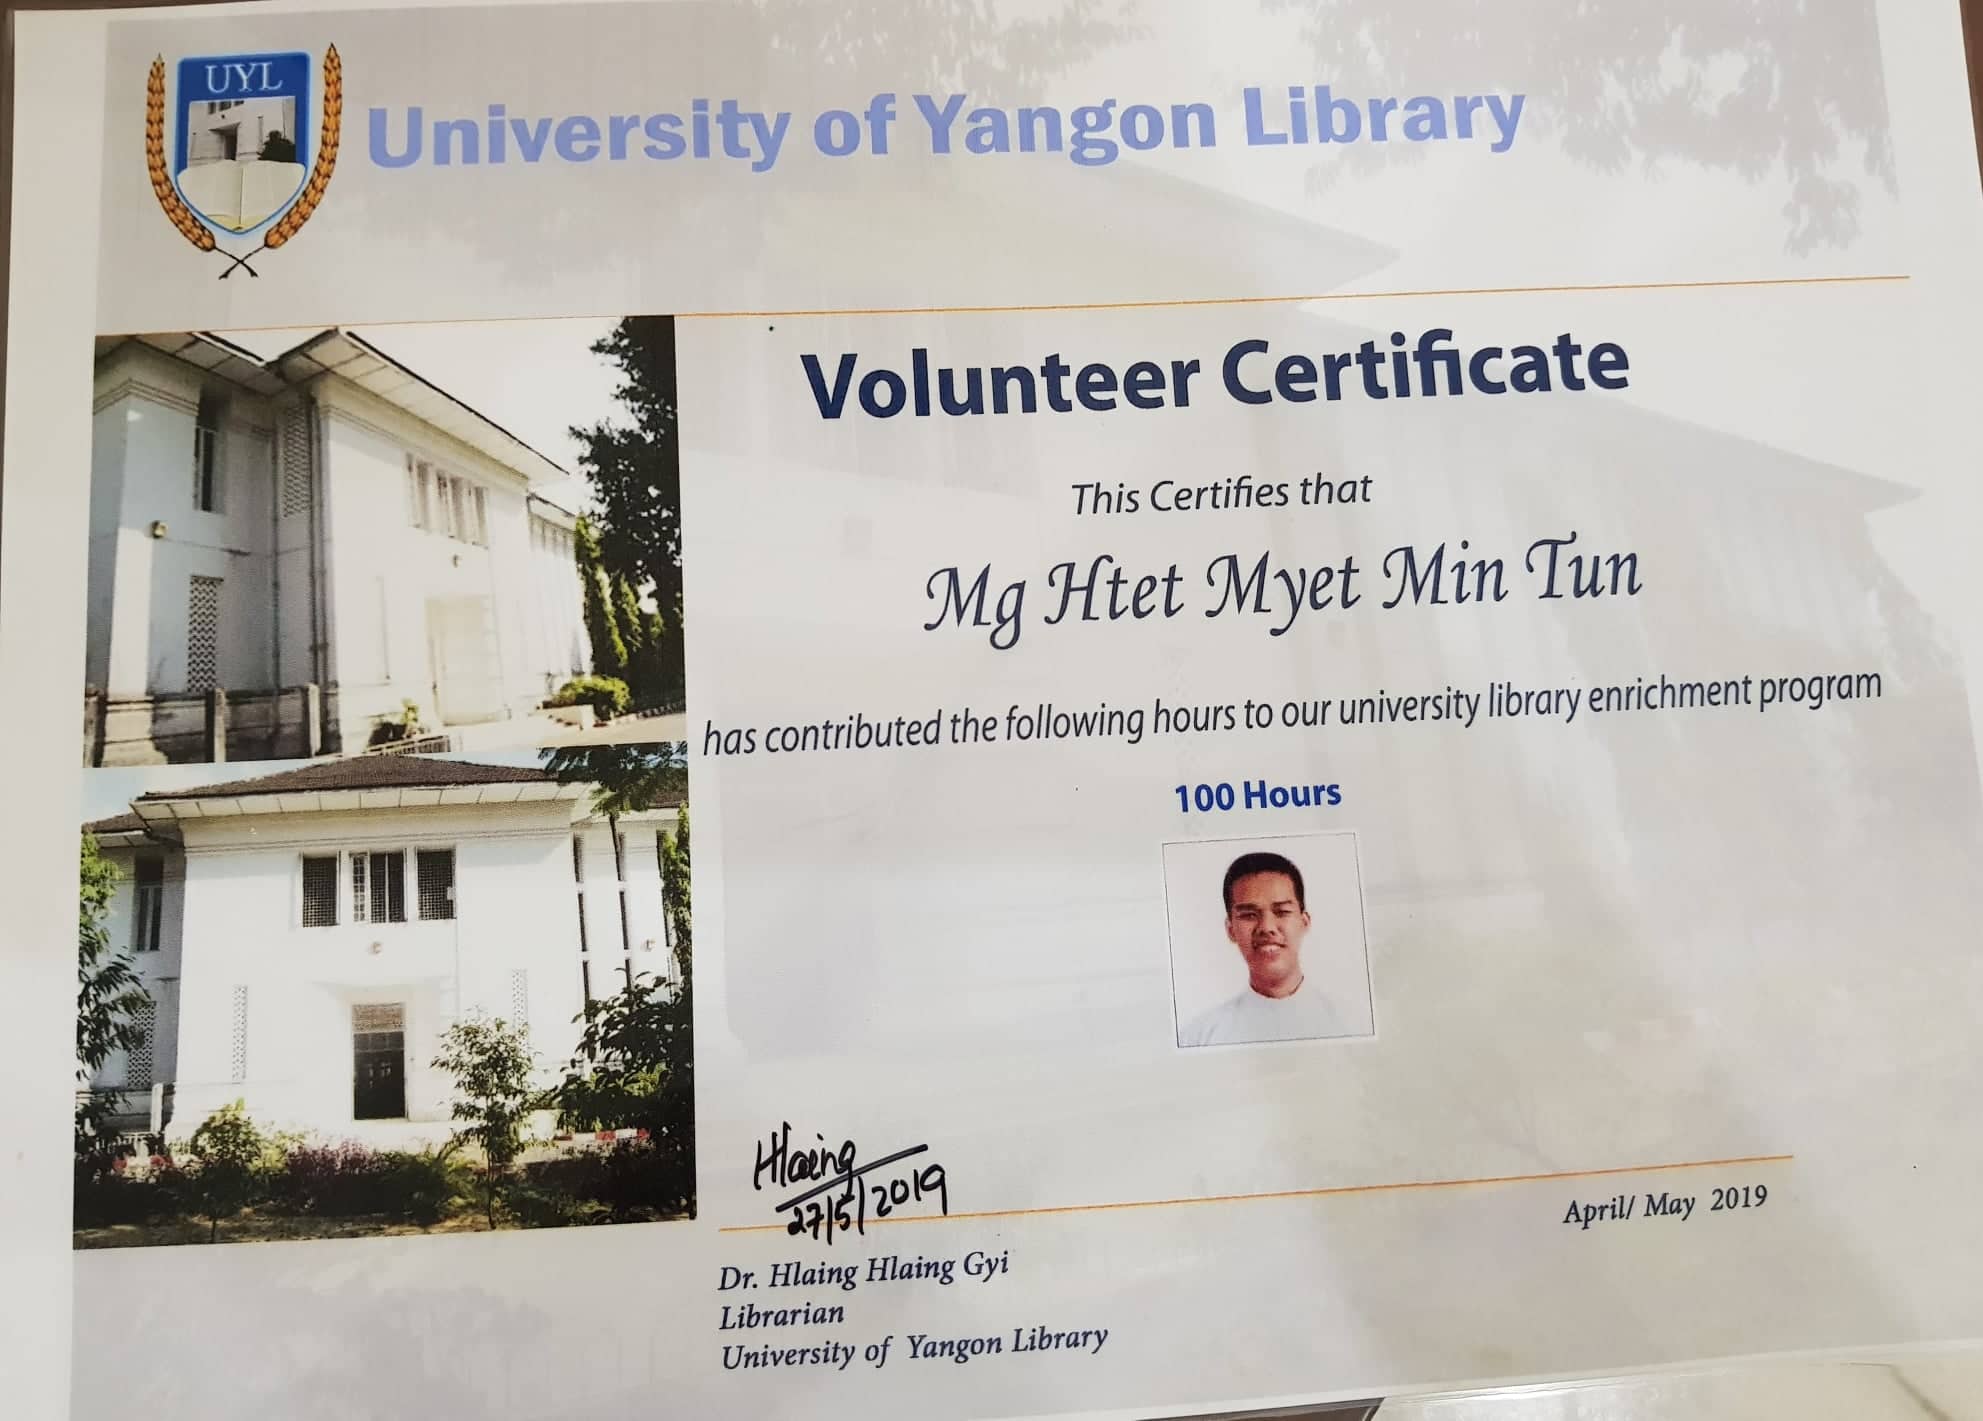 UYL
University of Yangon Library
Volunteer Certificate
This Certifies that
Mg Htet Myet Min Tun
has contributed the following hours to our university library enrichment program
100 Hours
Hlaing
27/5/2019
April/ May 2019
Dr. Hlaing Hlaing Gyi
Librarian
University of Yangon Library